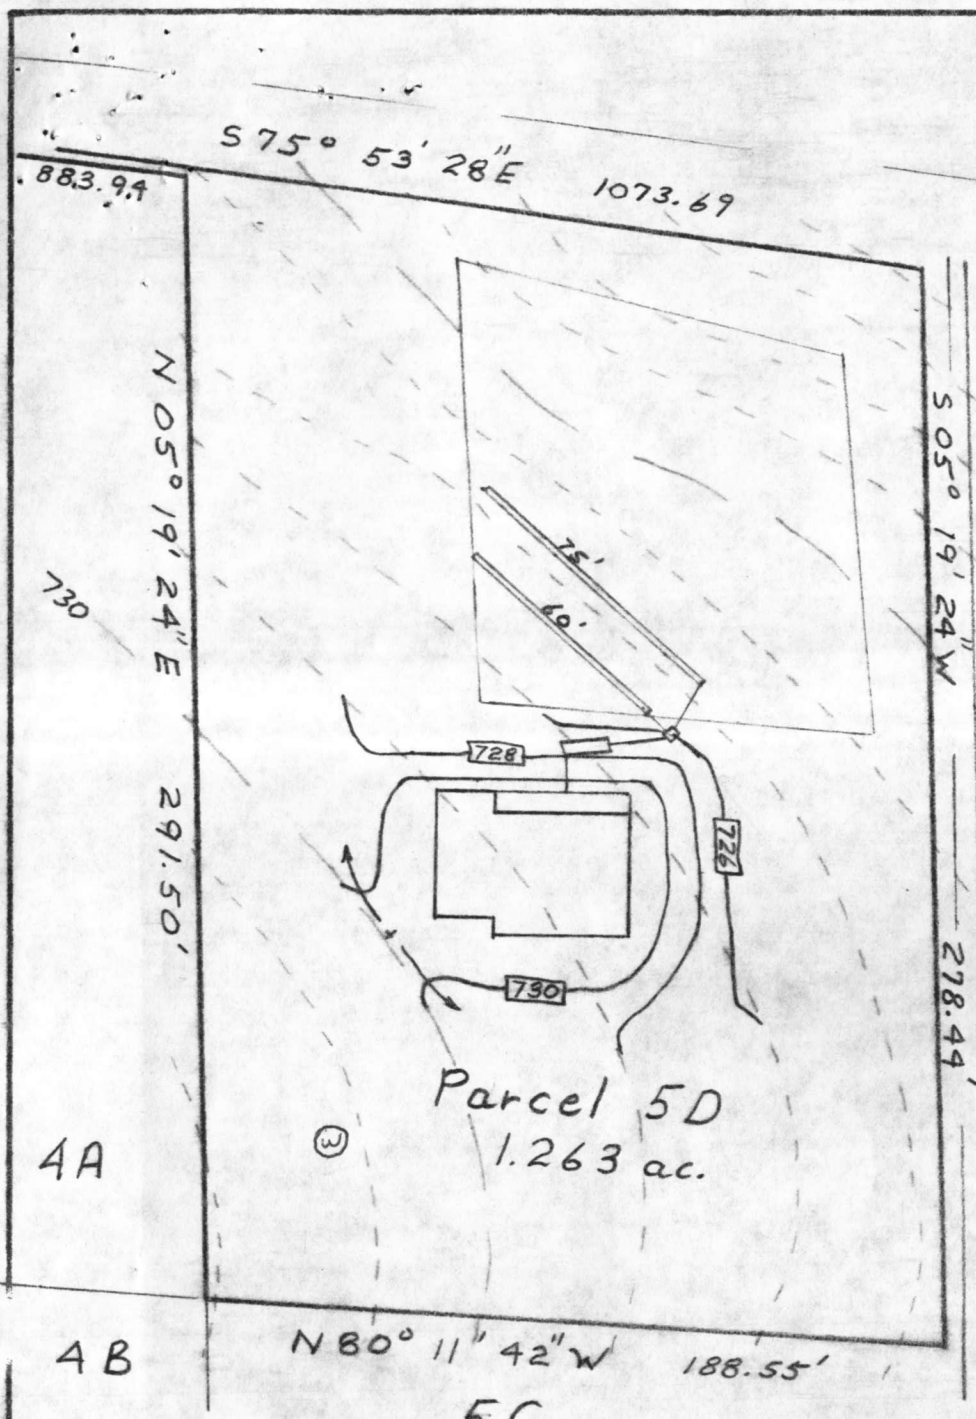 S 75° 53' 28" E 1073.69
883.94
N 05° 19' 24" E 291.50'
S 05° 19' 24" W 278.44'
730
75'
60'
728
726
730
Parcel 5D
1.263 ac.
W
4A
4B
N 80° 11' 42" W 188.55'
5C